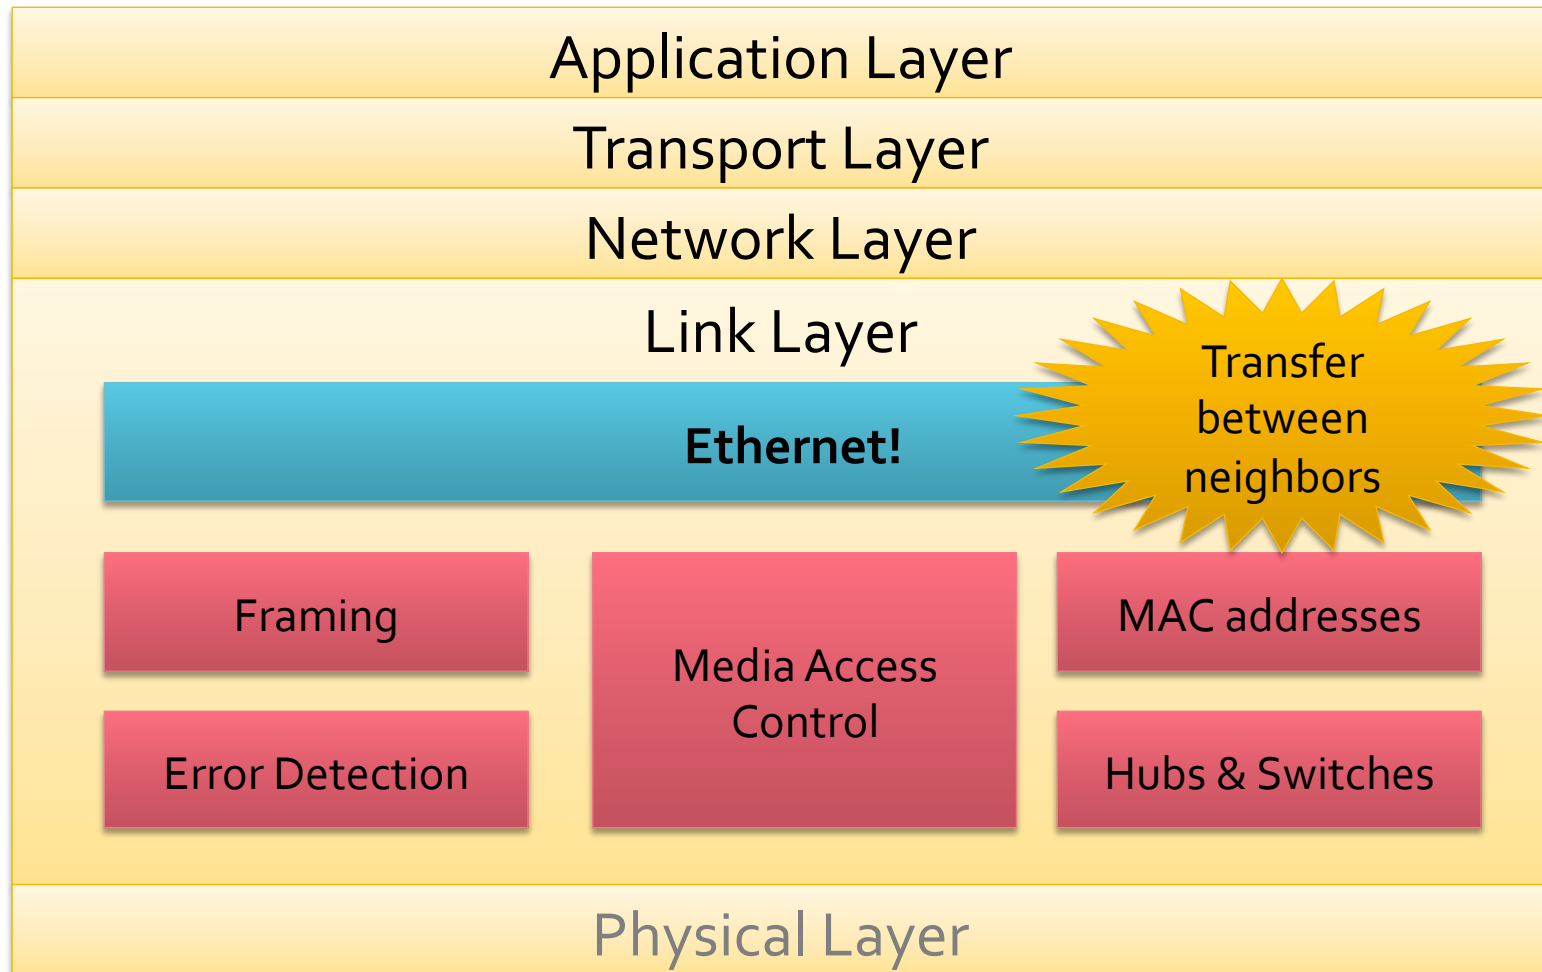 Application Layer
Transport Layer
Network Layer
Link Layer
Transfer
between
neighbors
Ethernet!
Framing
Media Access
Control
MAC addresses
Error Detection
Hubs & Switches
Physical Layer